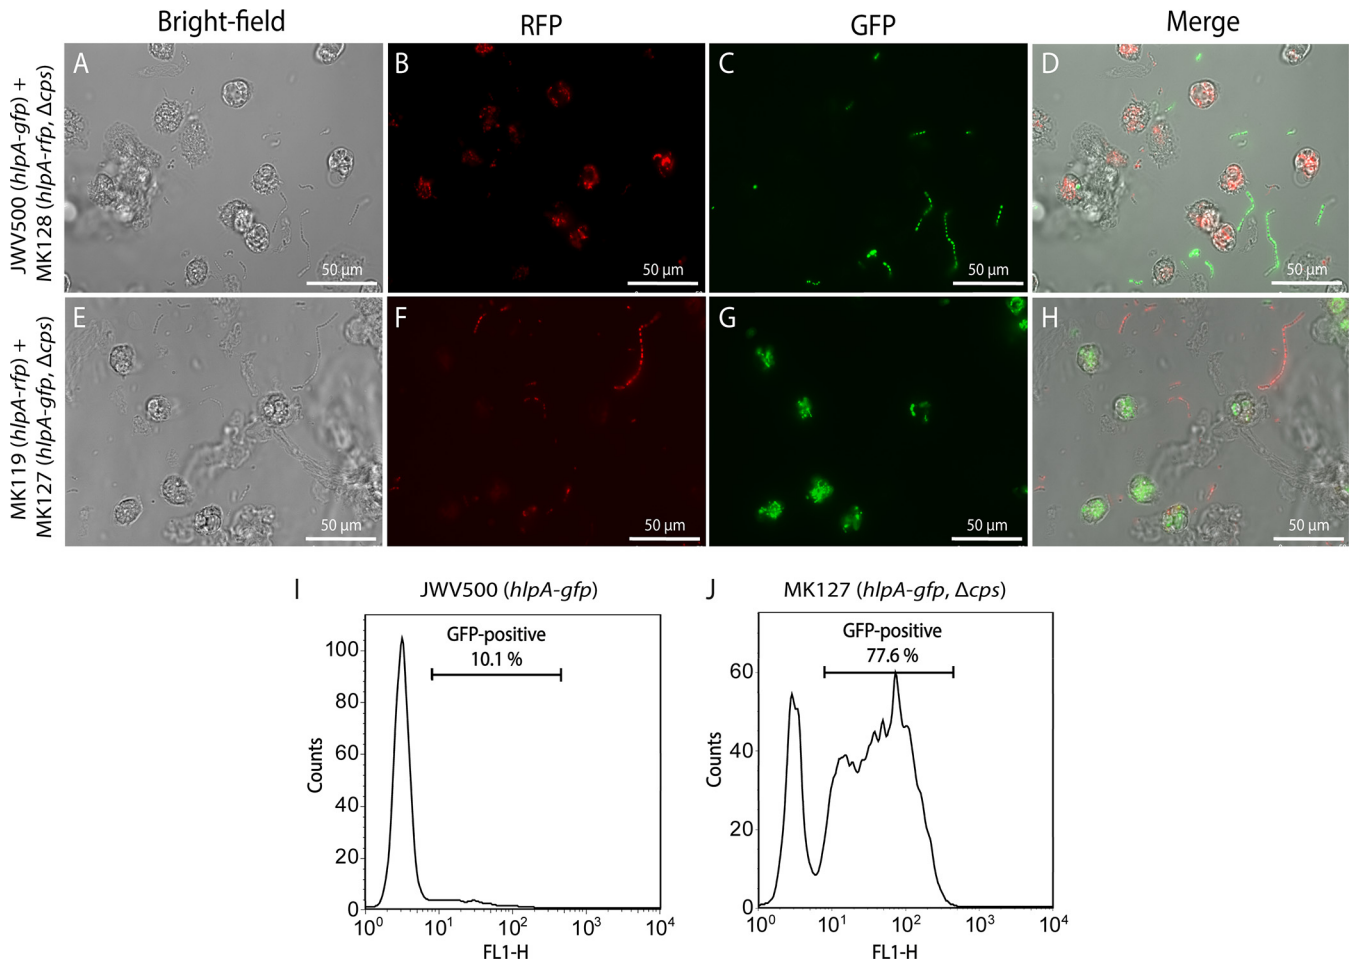 Bright-field
RFP
GFP
Merge
JWV500 (hlpA-gfp) +
MK128 (hlpA-rfp, Δcps)
A
B
C
D
50 µm
50 µm
50 µm
50 µm
MK119 (hlpA-rfp) +
MK127 (hlpA-gfp, Δcps)
E
F
G
H
50 µm
50 µm
50 µm
50 µm
I
JWV500 (hlpA-gfp)
GFP-positive
10.1 %
Counts
100
80
60
40
20
0
10⁰
10¹
10²
10³
10⁴
FL1-H
J
MK127 (hlpA-gfp, Δcps)
GFP-positive
77.6 %
Counts
60
40
20
0
10⁰
10¹
10²
10³
10⁴
FL1-H